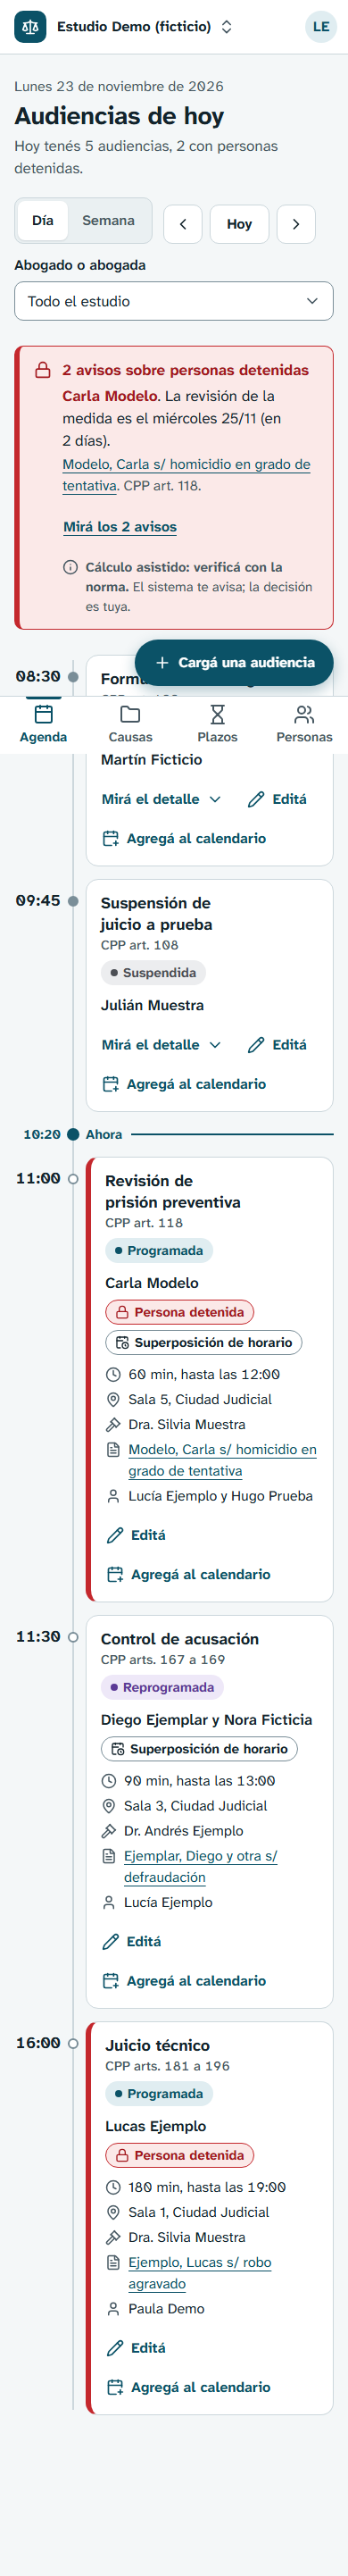 Estudio Demo (ficticio)
LE
Lunes 23 de noviembre de 2026
Audiencias de hoy
Hoy tenés 5 audiencias, 2 con personas
detenidas.
Día
Semana
Hoy
Abogado o abogada
Todo el estudio
2 avisos sobre personas detenidas
Carla Modelo. La revisión de la
medida es el miércoles 25/11 (en
2 días).
Modelo, Carla s/ homicidio en grado de
tentativa. CPP art. 118.
Mirá los 2 avisos
Cálculo asistido: verificá con la
norma. El sistema te avisa; la decisión
es tuya.
Cargá una audiencia
08:30
Agenda
Causas
Plazos
Personas
Martín Ficticio
Mirá el detalle
Editá
Agregá al calendario
09:45
Suspensión de
juicio a prueba
CPP art. 108
Suspendida
Julián Muestra
Mirá el detalle
Editá
Agregá al calendario
10:20
Ahora
11:00
Revisión de
prisión preventiva
CPP art. 118
Programada
Carla Modelo
Persona detenida
Superposición de horario
60 min, hasta las 12:00
Sala 5, Ciudad Judicial
Dra. Silvia Muestra
Modelo, Carla s/ homicidio en
grado de tentativa
Lucía Ejemplo y Hugo Prueba
Editá
Agregá al calendario
11:30
Control de acusación
CPP arts. 167 a 169
Reprogramada
Diego Ejemplar y Nora Ficticia
Superposición de horario
90 min, hasta las 13:00
Sala 3, Ciudad Judicial
Dr. Andrés Ejemplo
Ejemplar, Diego y otra s/
defraudación
Lucía Ejemplo
Editá
Agregá al calendario
16:00
Juicio técnico
CPP arts. 181 a 196
Programada
Lucas Ejemplo
Persona detenida
180 min, hasta las 19:00
Sala 1, Ciudad Judicial
Dra. Silvia Muestra
Ejemplo, Lucas s/ robo
agravado
Paula Demo
Editá
Agregá al calendario